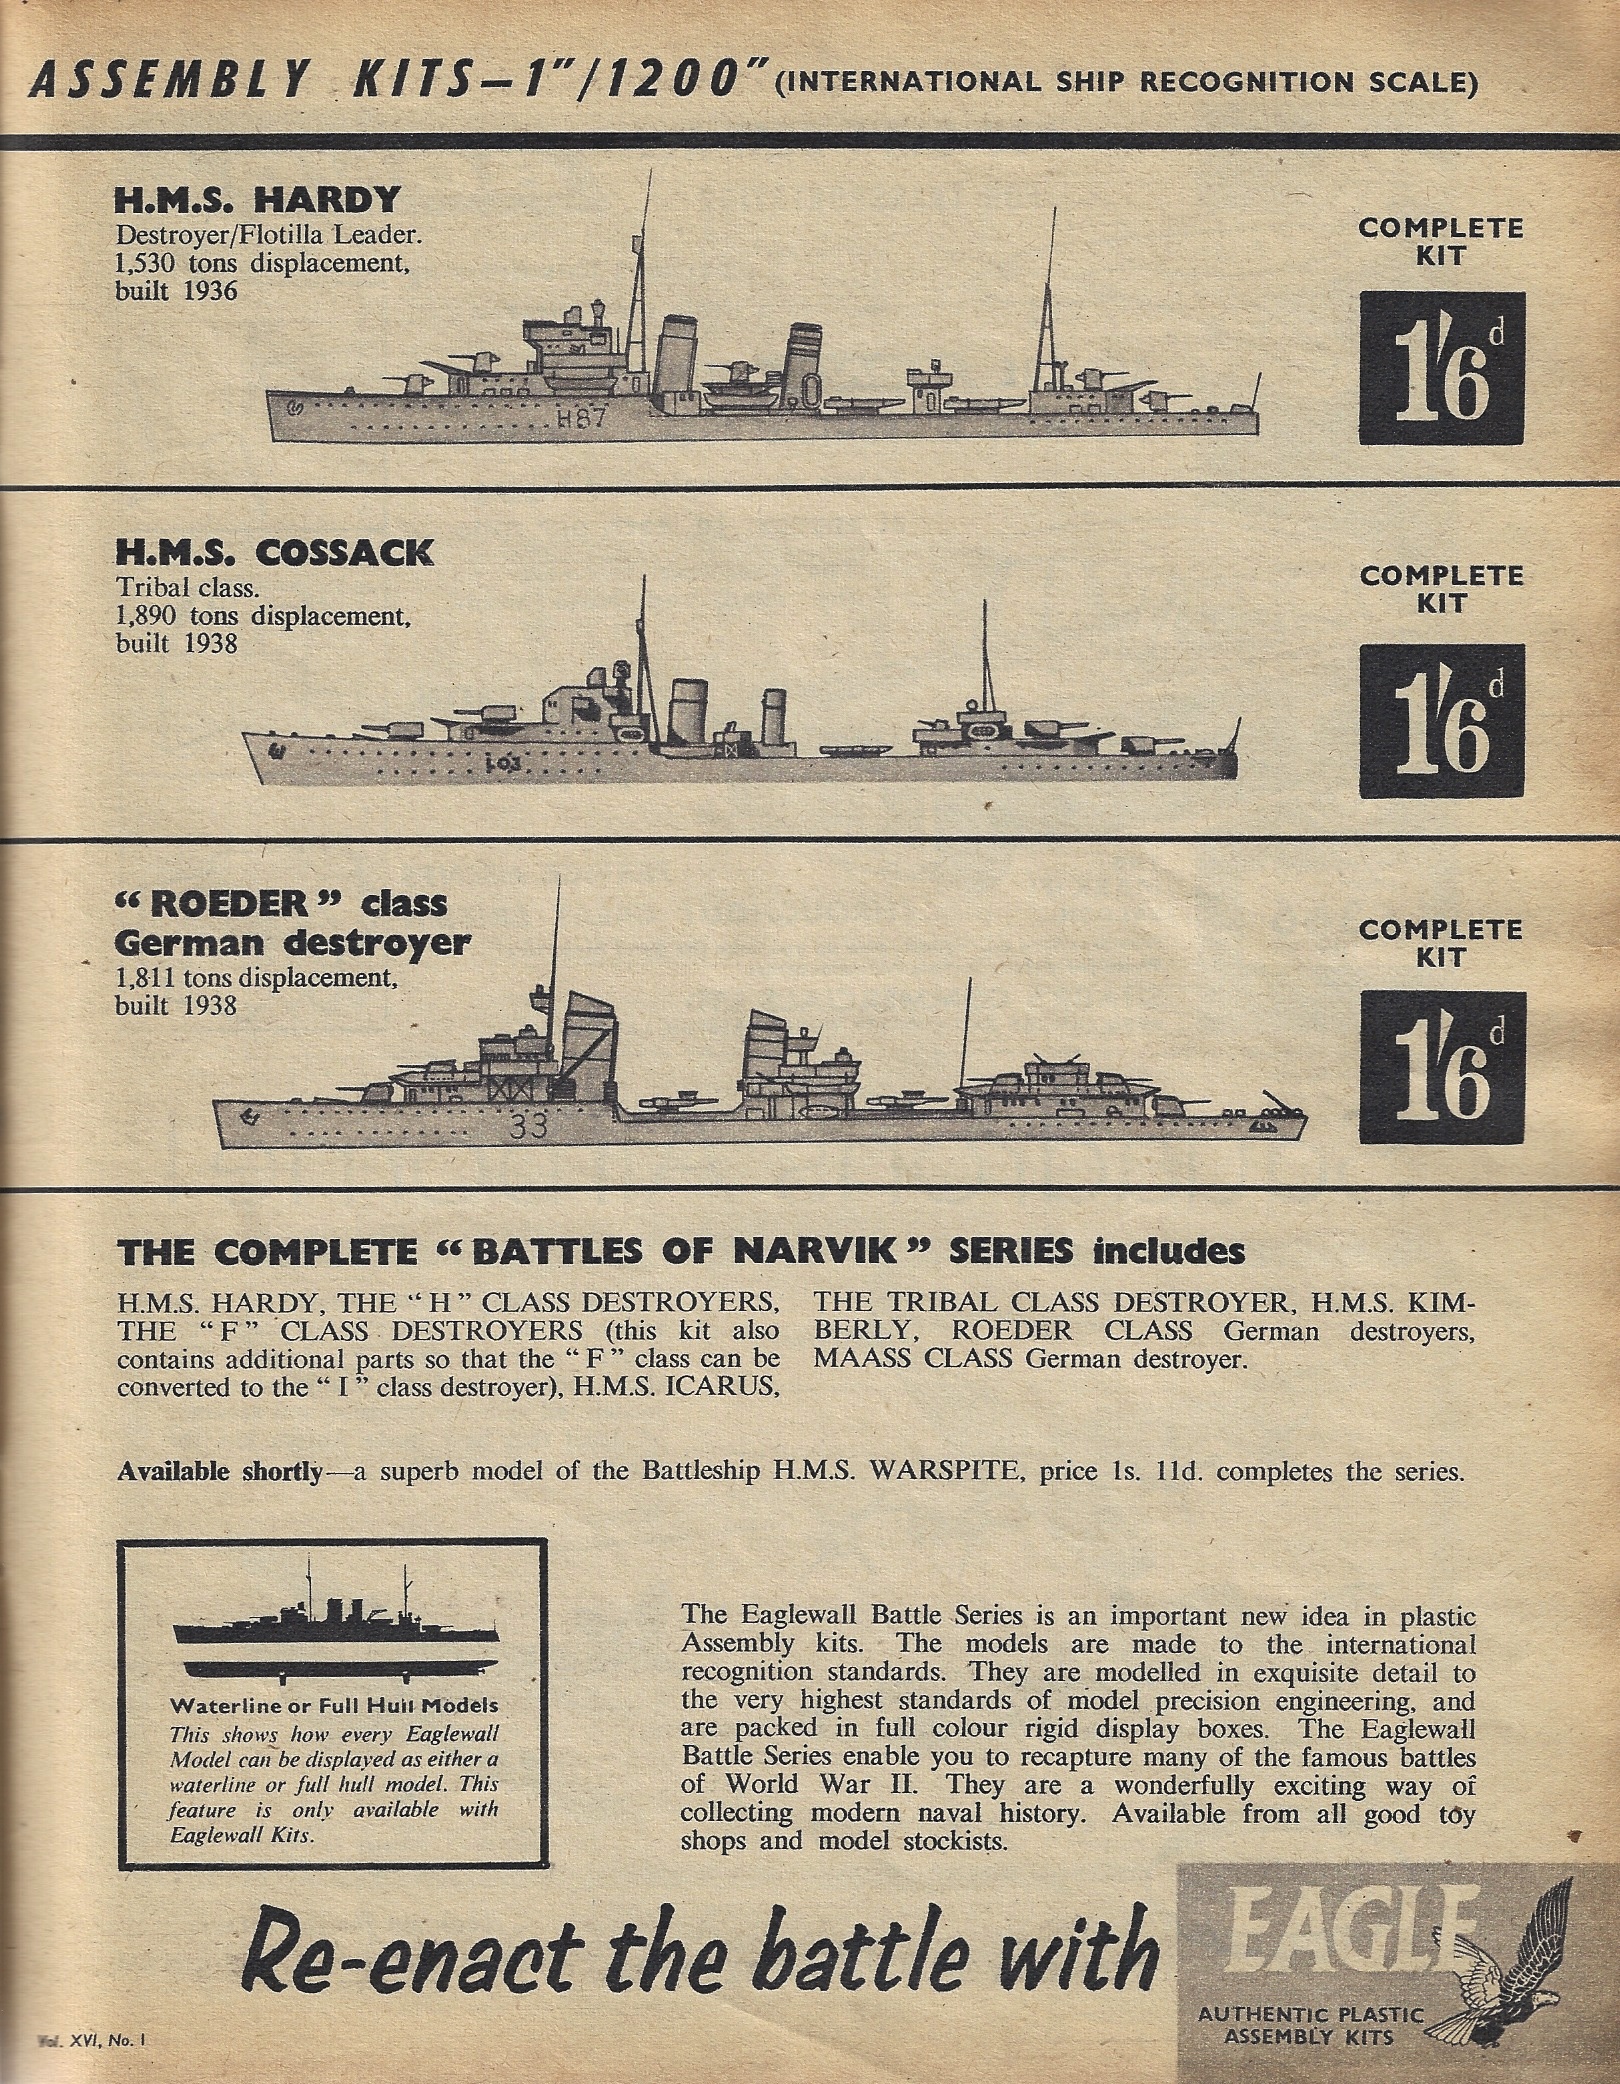 ASSEMBLY KITS—1"/1200" (INTERNATIONAL SHIP RECOGNITION SCALE)
H.M.S. HARDY
Destroyer/Flotilla Leader.
1,530 tons displacement,
built 1936
COMPLETE
KIT
1/6d
H87
H.M.S. COSSACK
Tribal class.
1,890 tons displacement,
built 1938
COMPLETE
KIT
1/6d
L03
“ROEDER” class
German destroyer
1,811 tons displacement,
built 1938
COMPLETE
KIT
1/6d
33
THE COMPLETE “BATTLES OF NARVIK” SERIES includes
H.M.S. HARDY, THE “H” CLASS DESTROYERS,
THE “F” CLASS DESTROYERS (this kit also
contains additional parts so that the “F” class can be
converted to the “I” class destroyer), H.M.S. ICARUS,
THE TRIBAL CLASS DESTROYER, H.M.S. KIM-
BERLY, ROEDER CLASS German destroyers,
MAASS CLASS German destroyer.
Available shortly—a superb model of the Battleship H.M.S. WARSPITE, price 1s. 11d. completes the series.
Waterline or Full Hull Models
This shows how every Eaglewall
Model can be displayed as either a
waterline or full hull model. This
feature is only available with
Eaglewall Kits.
The Eaglewall Battle Series is an important new idea in plastic
Assembly kits. The models are made to the international
recognition standards. They are modelled in exquisite detail to
the very highest standards of model precision engineering, and
are packed in full colour rigid display boxes. The Eaglewall
Battle Series enable you to recapture many of the famous battles
of World War II. They are a wonderfully exciting way of
collecting modern naval history. Available from all good toy
shops and model stockists.
Re-enact the battle with
EAGLE
AUTHENTIC PLASTIC
ASSEMBLY KITS
Vol. XVI, No. 1